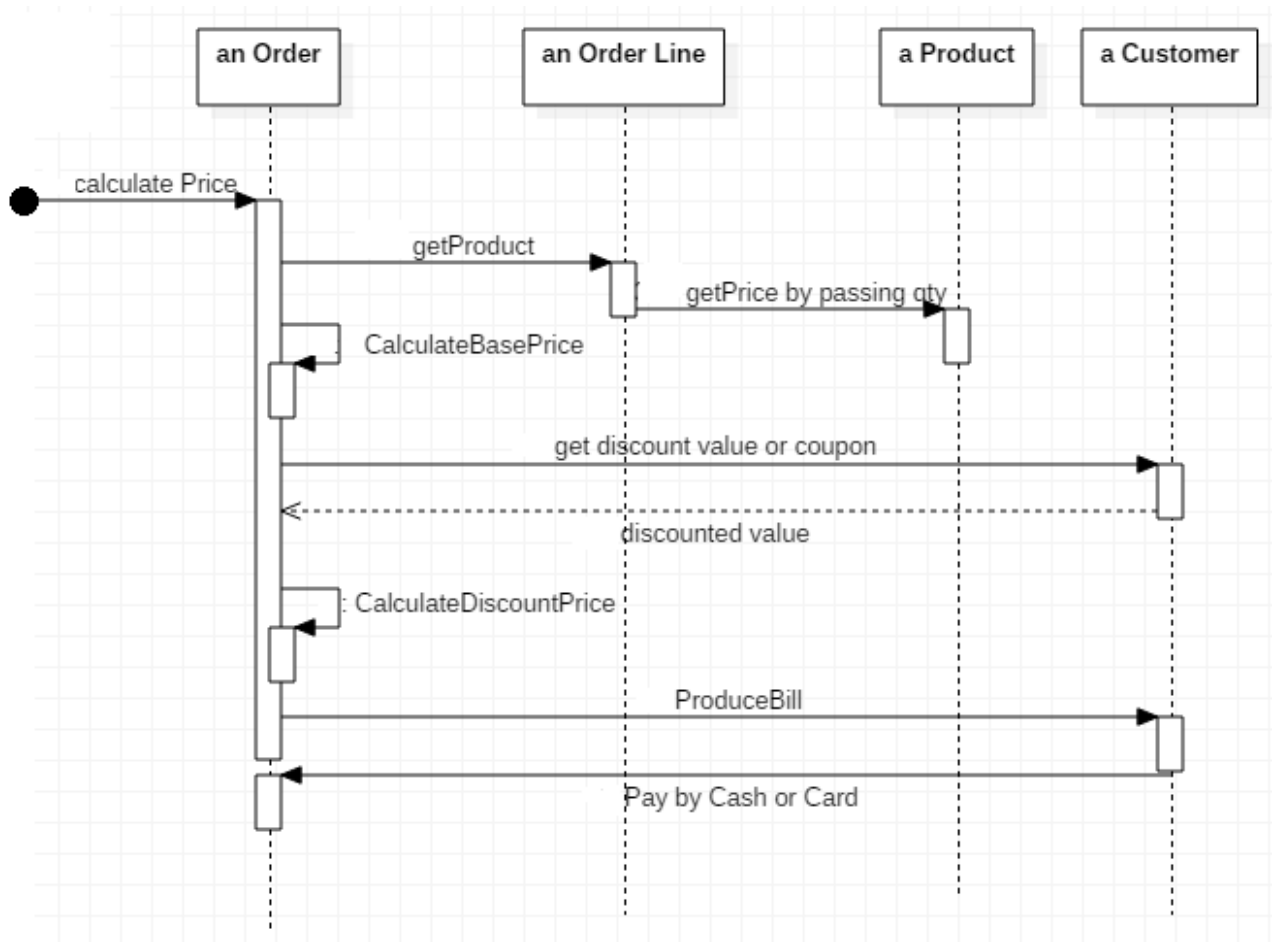 an Order
an Order Line
a Product
a Customer
calculate Price
getProduct
getPrice by passing qty
CalculateBasePrice
get discount value or coupon
discounted value
: CalculateDiscountPrice
ProduceBill
Pay by Cash or Card